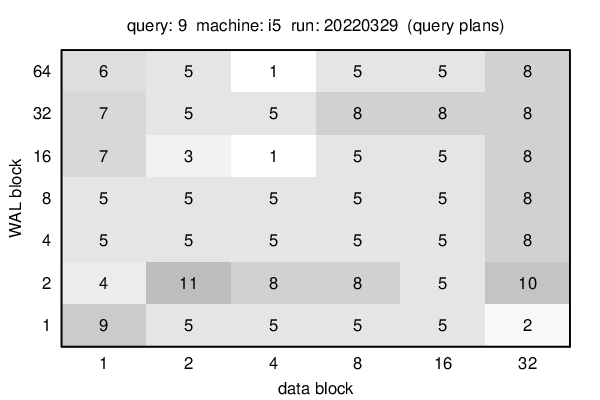 query: 9 machine: i5 run: 20220329 (query plans)
64 6 5 1 5 5 8
32 7 5 5 8 8 8
16 7 3 1 5 5 8
8 5 5 5 5 5 8
4 5 5 5 5 5 8
2 4 11 8 8 5 10
1 9 5 5 5 5 2
WAL block
1 2 4 8 16 32
data block